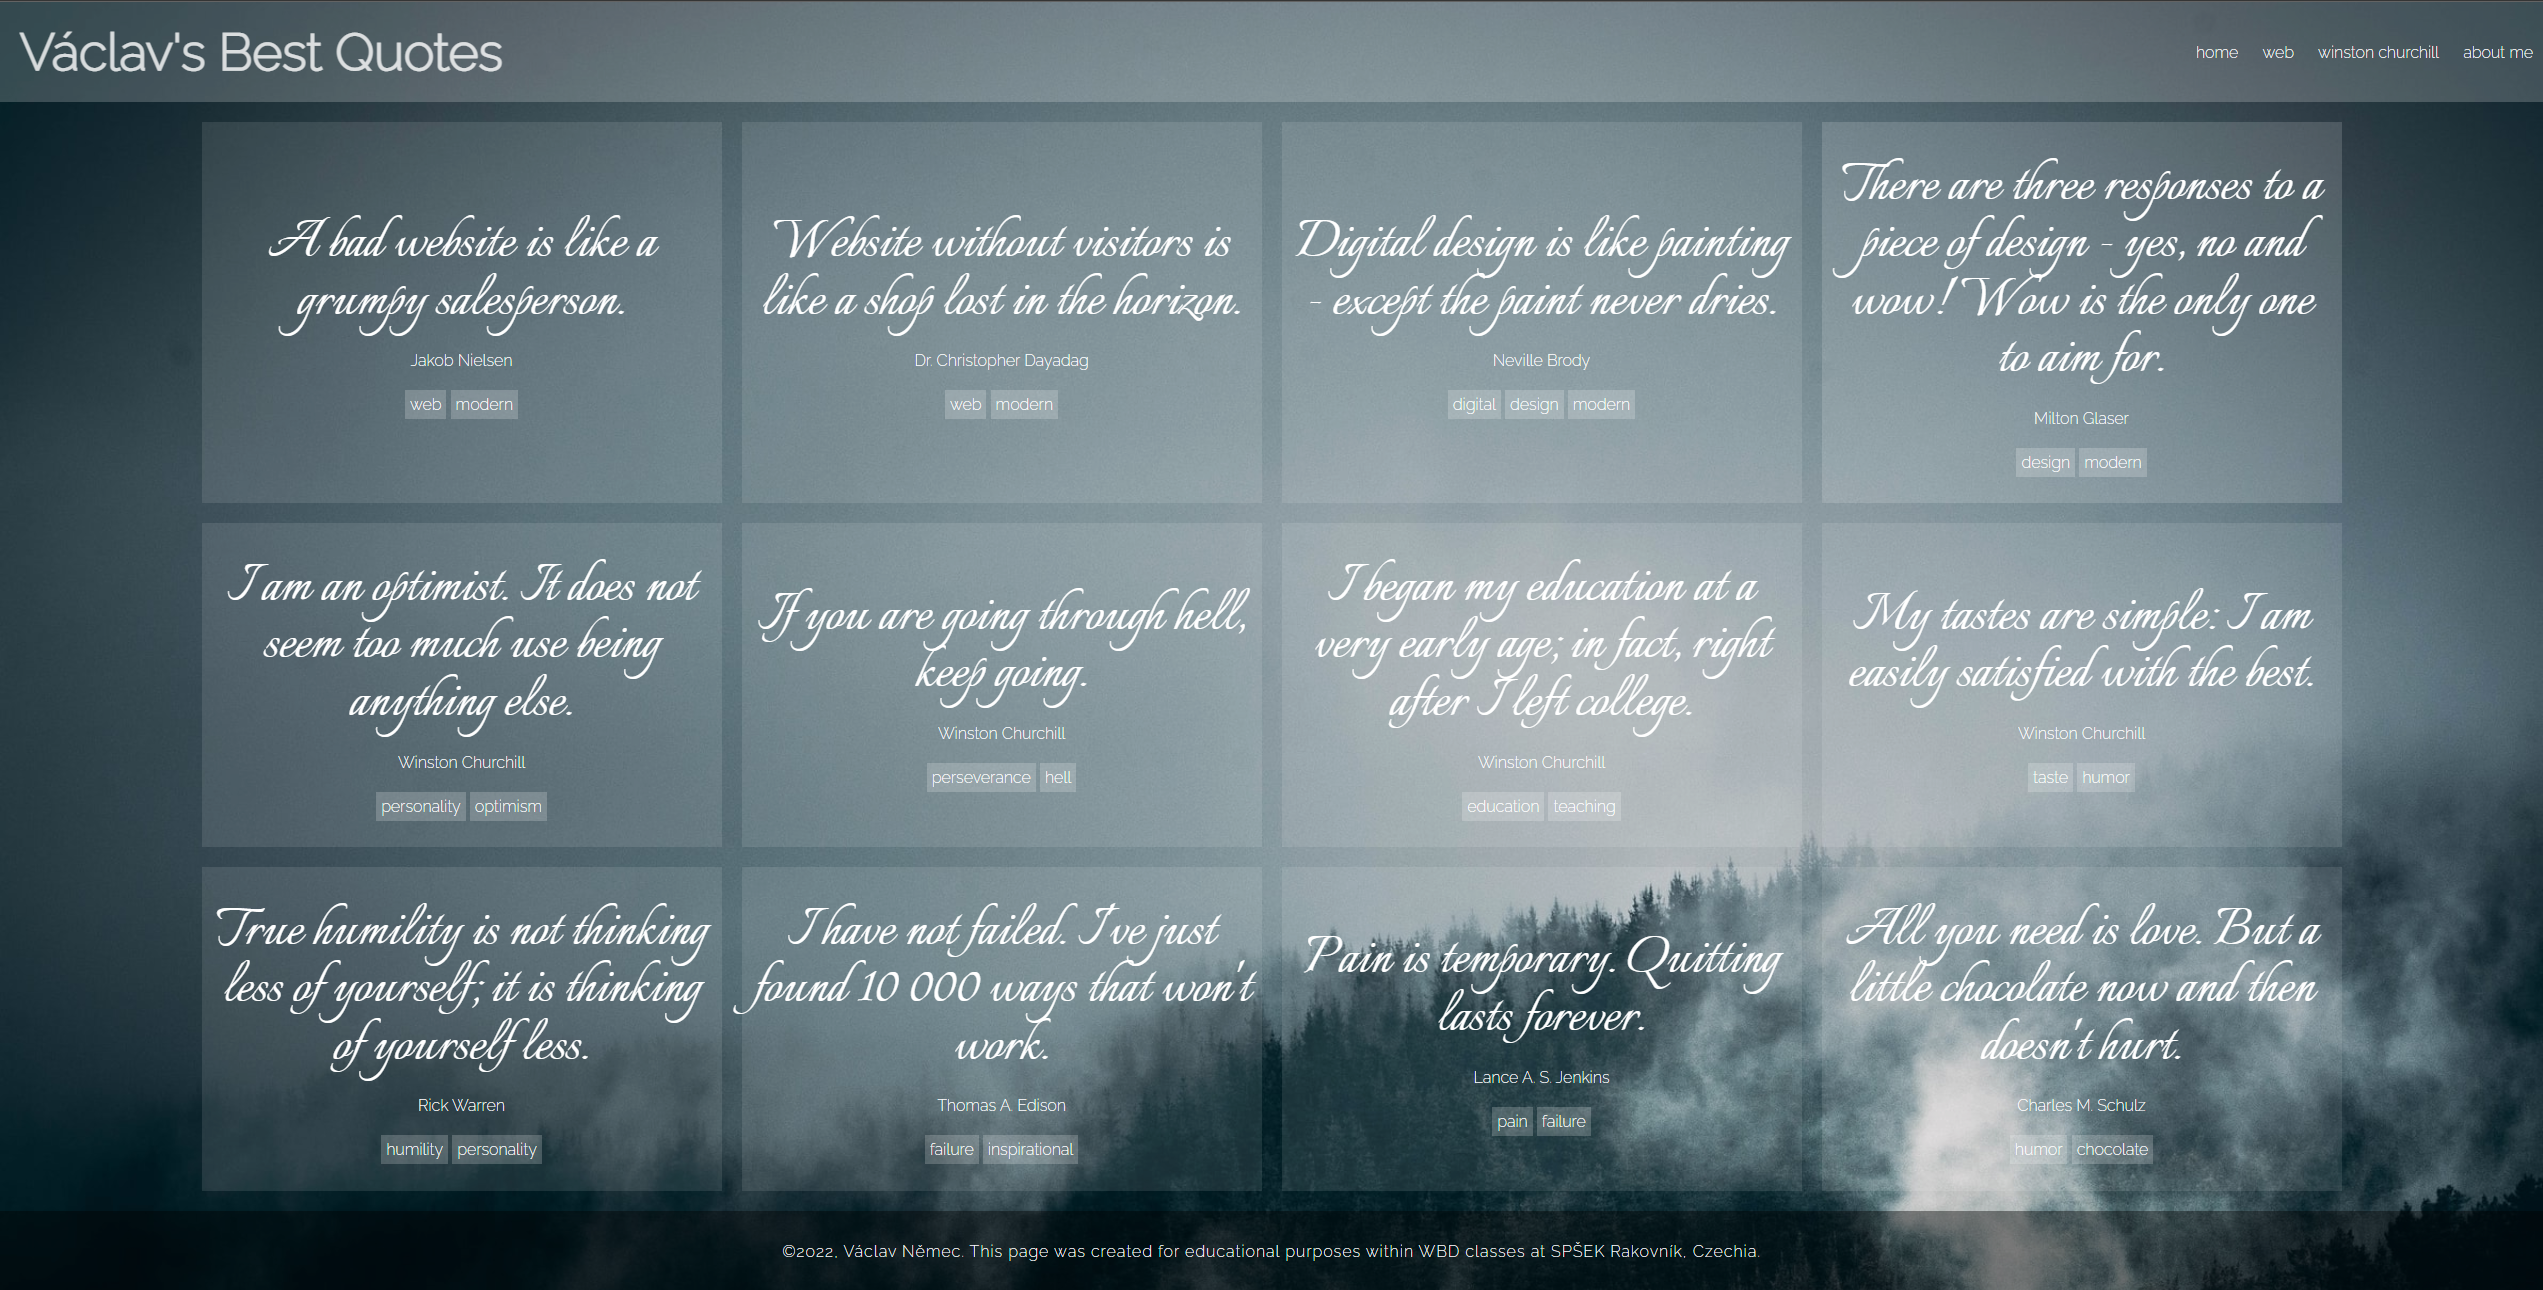 Václav's Best Quotes
home web winston churchill about me
A bad website is like a
grumpy salesperson.
Jakob Nielsen
web modern
Website without visitors is
like a shop lost in the horizon.
Dr. Christopher Dayadag
web modern
Digital design is like painting
- except the paint never dries.
Neville Brody
digital design modern
There are three responses to a
piece of design - yes, no and
wow! Wow is the only one
to aim for.
Milton Glaser
design modern
I am an optimist. It does not
seem too much use being
anything else.
Winston Churchill
personality optimism
If you are going through hell,
keep going.
Winston Churchill
perseverance hell
I began my education at a
very early age; in fact, right
after I left college.
Winston Churchill
education teaching
My tastes are simple: I am
easily satisfied with the best.
Winston Churchill
taste humor
True humility is not thinking
less of yourself; it is thinking
of yourself less.
Rick Warren
humility personality
I have not failed. I've just
found 10 000 ways that won't
work.
Thomas A. Edison
failure inspirational
Pain is temporary. Quitting
lasts forever.
Lance A. S. Jenkins
pain failure
All you need is love. But a
little chocolate now and then
doesn't hurt.
Charles M. Schulz
humor chocolate
©2022, Václav Němec. This page was created for educational purposes within WBD classes at SPŠEK Rakovník, Czechia.